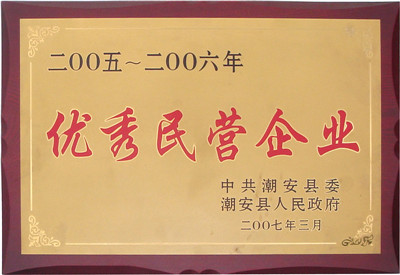 二00五～二00六年
优秀民营企业
中共潮安县委
潮安县人民政府
二00七年三月